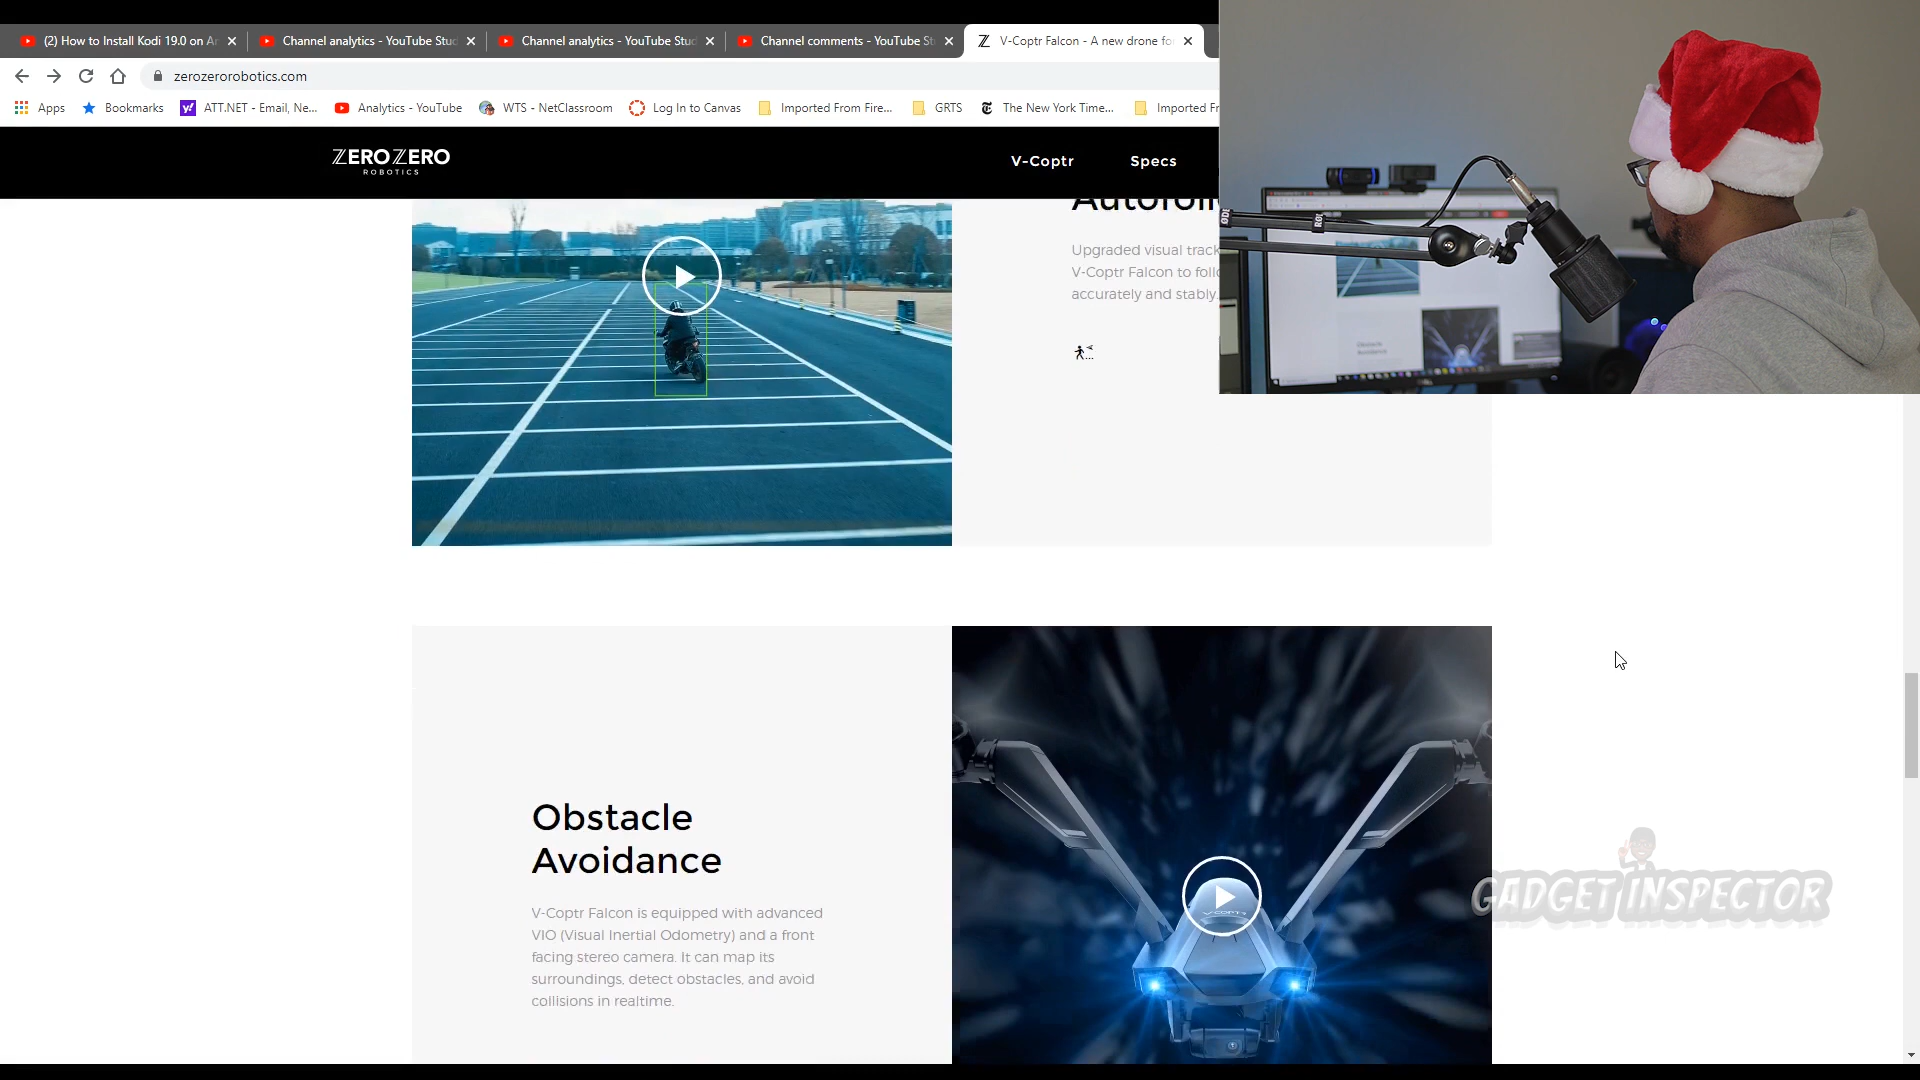 (2) How to Install Kodi 19.0 on An
Channel analytics - YouTube Stud
Channel analytics - YouTube Stud
Channel comments - YouTube St
V-Coptr Falcon - A new drone fo
zerozerorobotics.com
Apps
Bookmarks
ATT.NET - Email, Ne...
Analytics - YouTube
WTS - NetClassroom
Log In to Canvas
Imported From Fire...
GRTS
The New York Time...
Imported Fr
ZEROZERO
ROBOTICS
V-Coptr
Specs
Upgraded visual track
V-Coptr Falcon to follo
accurately and stably.
Obstacle
Avoidance
V-Coptr Falcon is equipped with advanced
VIO (Visual Inertial Odometry) and a front
facing stereo camera. It can map its
surroundings, detect obstacles, and avoid
collisions in realtime.
V-COPTR
GADGET INSPECTOR